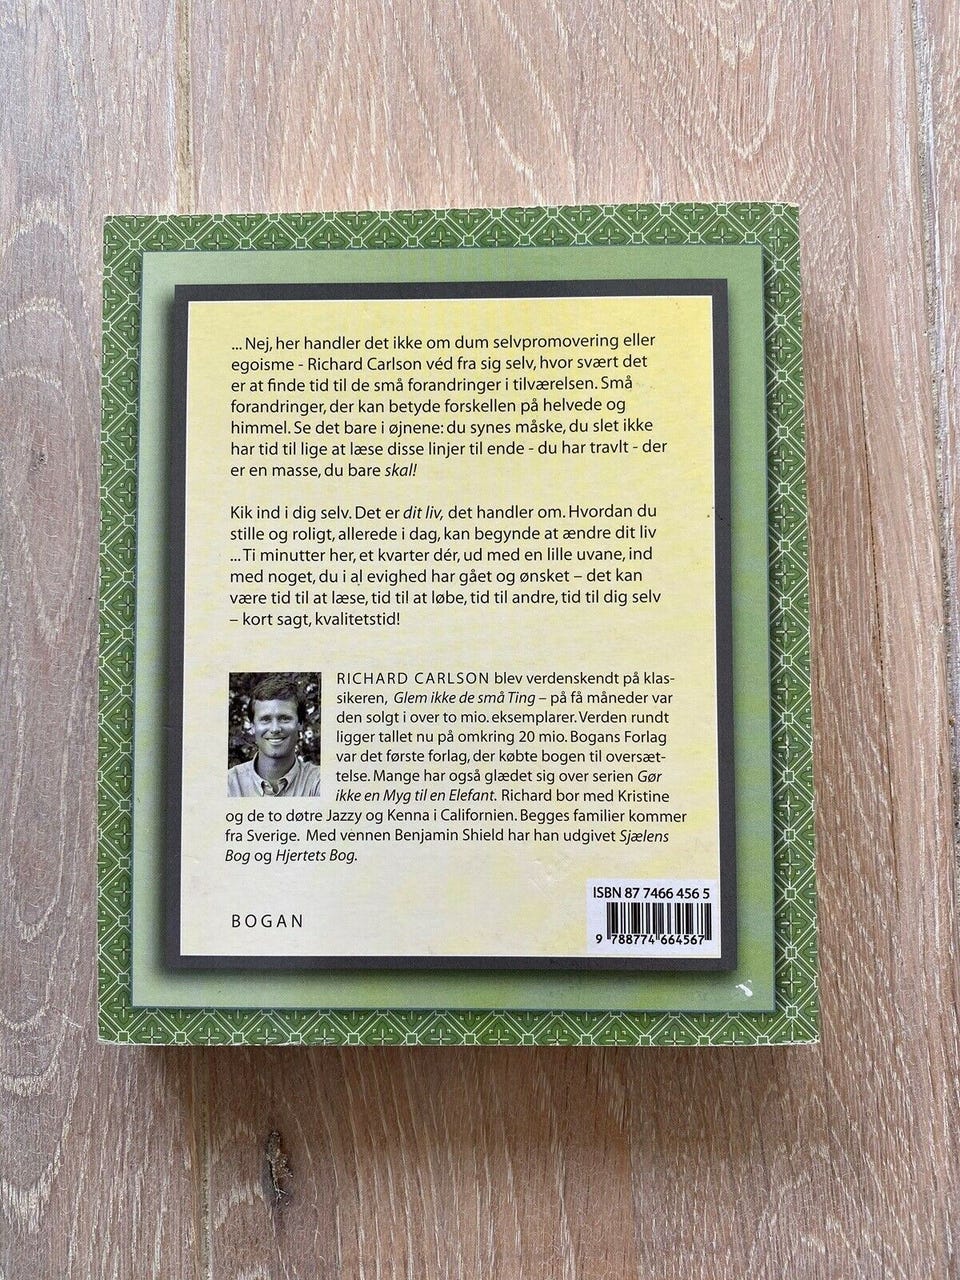 ... Nej, her handler det ikke om dum selvpromovering eller
egoisme - Richard Carlson véd fra sig selv, hvor svært det
er at finde tid til de små forandringer i tilværelsen. Små
forandringer, der kan betyde forskellen på helvede og
himmel. Se det bare i øjnene: du synes måske, du slet ikke
har tid til lige at læse disse linjer til ende - du har travlt - der
er en masse, du bare skal!
Kik ind i dig selv. Det er dit liv, det handler om. Hvordan du
stille og roligt, allerede i dag, kan begynde at ændre dit liv
... Ti minutter her, et kvarter dér, ud med en lille uvane, ind
med noget, du i al evighed har gået og ønsket – det kan
være tid til at læse, tid til at løbe, tid til andre, tid til dig selv
– kort sagt, kvalitetstid!
RICHARD CARLSON blev verdenskendt på klas-
sikeren, Glem ikke de små Ting – på få måneder var
den solgt i over to mio. eksemplarer. Verden rundt
ligger tallet nu på omkring 20 mio. Bogans Forlag
var det første forlag, der købte bogen til oversæt-
telse. Mange har også glædet sig over serien Gør
ikke en Myg til en Elefant. Richard bor med Kristine
og de to døtre Jazzy og Kenna i Californien. Begges familier kommer
fra Sverige. Med vennen Benjamin Shield har han udgivet Sjælens
Bog og Hjertets Bog.
ISBN 87 7466 456 5
BOGAN
9 788774 664567